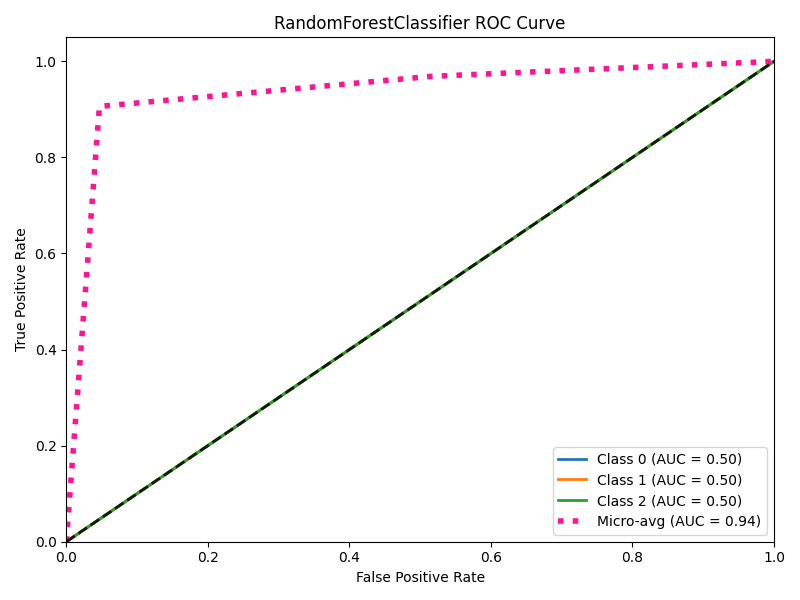 RandomForestClassifier ROC Curve
1.0
0.8
0.6
0.4
0.2
0.0
True Positive Rate
0.0 0.2 0.4 0.6 0.8 1.0
False Positive Rate
Class 0 (AUC = 0.50)
Class 1 (AUC = 0.50)
Class 2 (AUC = 0.50)
Micro-avg (AUC = 0.94)